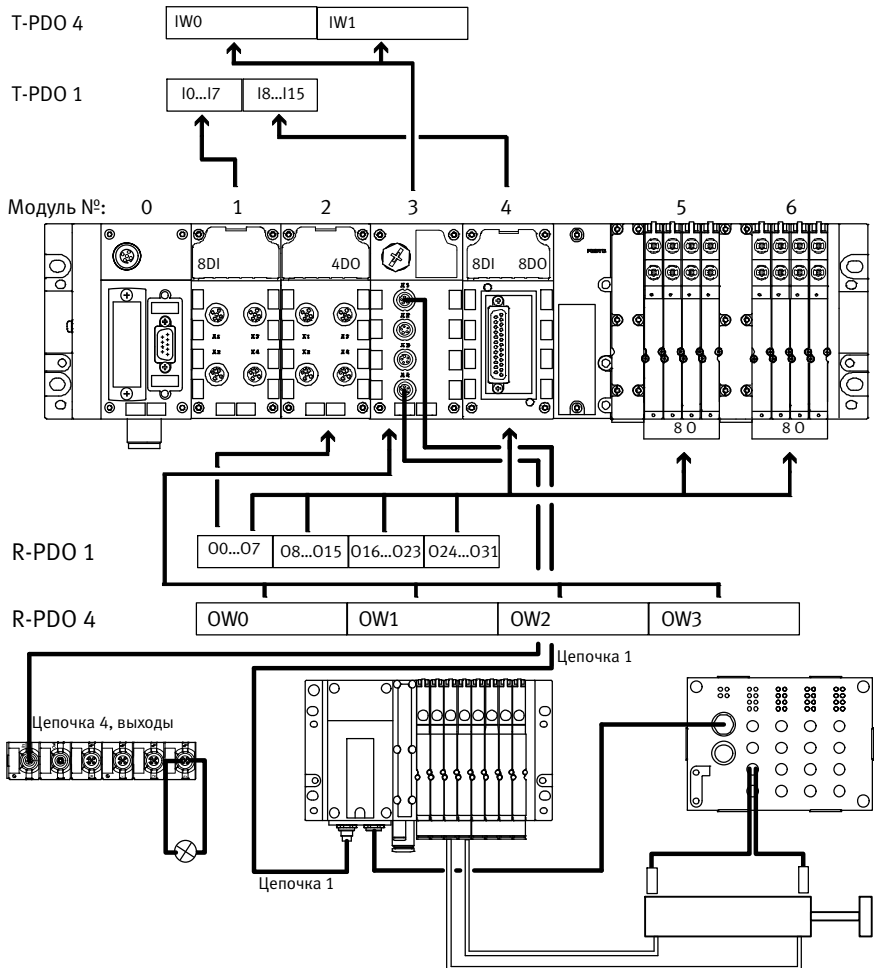 T-PDO 4 IW0 IW1
T-PDO 1 I0...I7 I8...I15
Модуль №: 0 1 2 3 4 5 6
8DI 4DO 8DI 8DO
X1
8 O 8 O
R-PDO 1 O0...O7 O8...O15 O16...O23 O24...O31
R-PDO 4 OW0 OW1 OW2 OW3
Цепочка 1
Цепочка 4, выходы
Цепочка 1